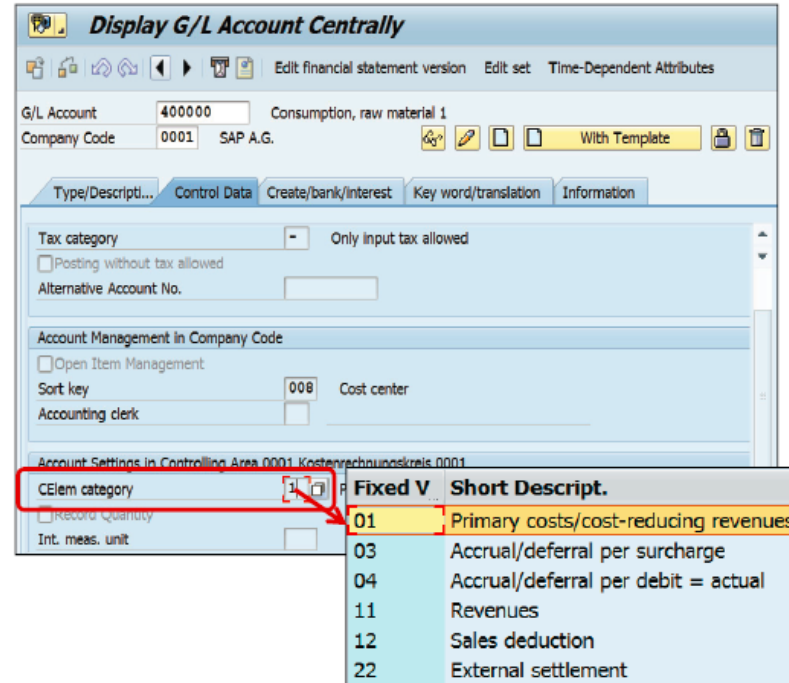 Display G/L Account Centrally
Edit financial statement version Edit set Time-Dependent Attributes
G/L Account 400000 Consumption, raw material 1
Company Code 0001 SAP A.G. With Template
Type/Descripti... Control Data Create/bank/interest Key word/translation Information
Tax category - Only input tax allowed
Posting without tax allowed
Alternative Account No.
Account Management in Company Code
Open Item Management
Sort key 008 Cost center
Accounting clerk
Account Settings in Controlling Area 0001 Kostenrechnungskreis 0001
CElem category 1
Record Quantity
Int. meas. unit
Fixed V.. Short Descript.
01 Primary costs/cost-reducing revenues
03 Accrual/deferral per surcharge
04 Accrual/deferral per debit = actual
11 Revenues
12 Sales deduction
22 External settlement